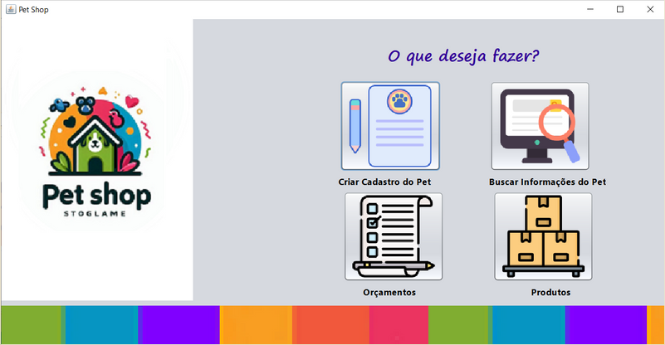 Pet Shop
O que deseja fazer?
Pet shop
STOGLAME
Criar Cadastro do Pet
Buscar Informações do Pet
Orçamentos
Produtos